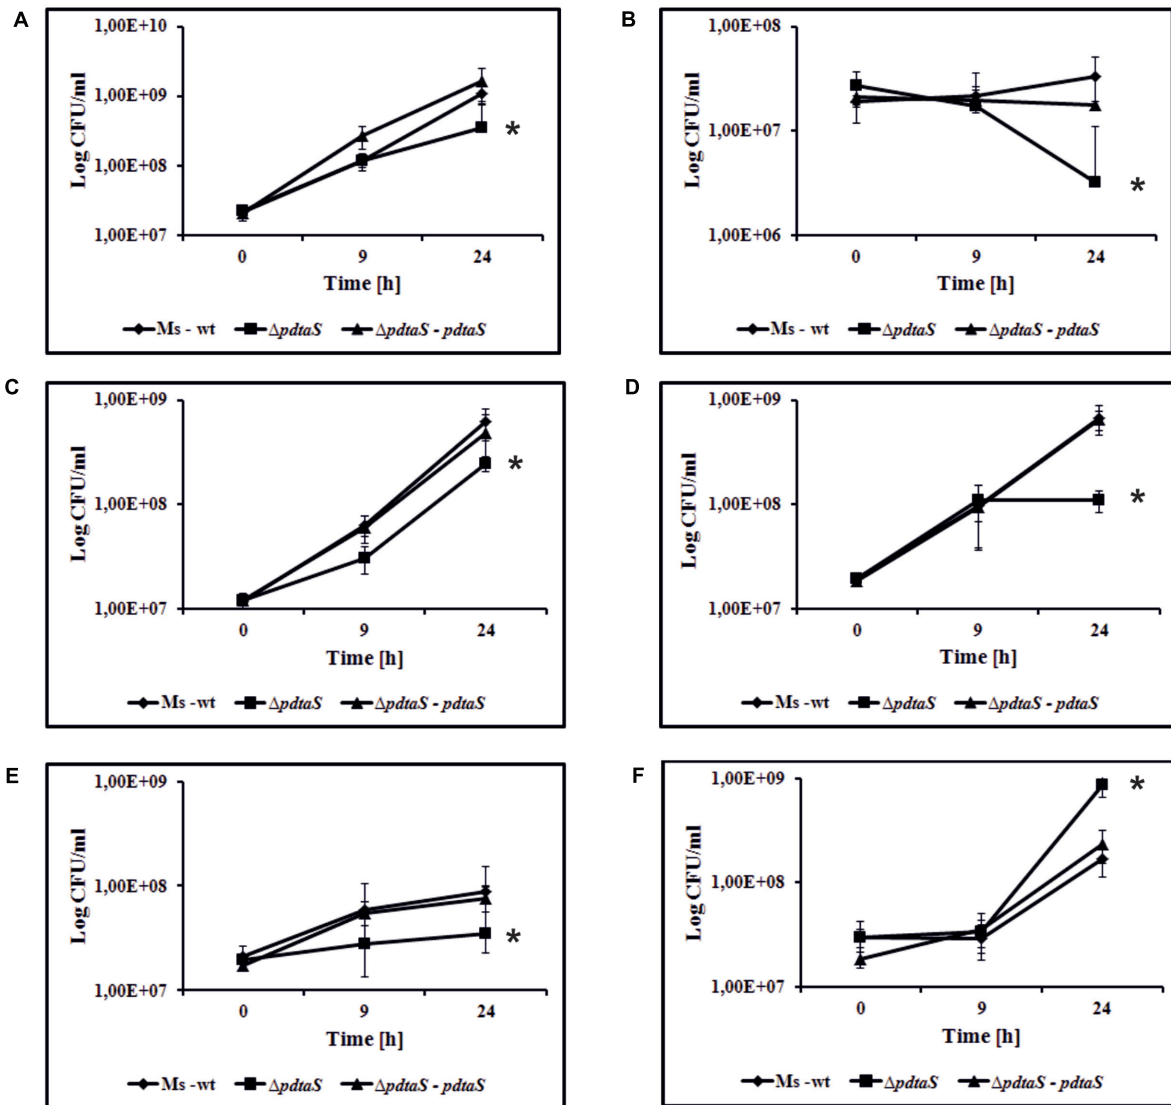 A
1,00E+10
1,00E+09
1,00E+08
1,00E+07
Log CFU/ml
0 9 24
Time [h]
Ms - wt ΔpdtaS ΔpdtaS - pdtaS
*
B
1,00E+08
1,00E+07
1,00E+06
Log CFU/ml
0 9 24
Time [h]
Ms - wt ΔpdtaS ΔpdtaS - pdtaS
*
C
1,00E+09
1,00E+08
1,00E+07
Log CFU/ml
0 9 24
Time [h]
Ms -wt ΔpdtaS ΔpdtaS - pdtaS
*
D
1,00E+09
1,00E+08
1,00E+07
Log CFU/ml
0 9 24
Time [h]
Ms -wt ΔpdtaS ΔpdtaS - pdtaS
*
E
1,00E+09
1,00E+08
1,00E+07
Log CFU/ml
0 9 24
Time [h]
Ms - wt ΔpdtaS ΔpdtaS - pdtaS
*
F
1,00E+09
1,00E+08
1,00E+07
Log CFU/ml
0 9 24
Time [h]
Ms - wt ΔpdtaS ΔpdtaS - pdtaS
*